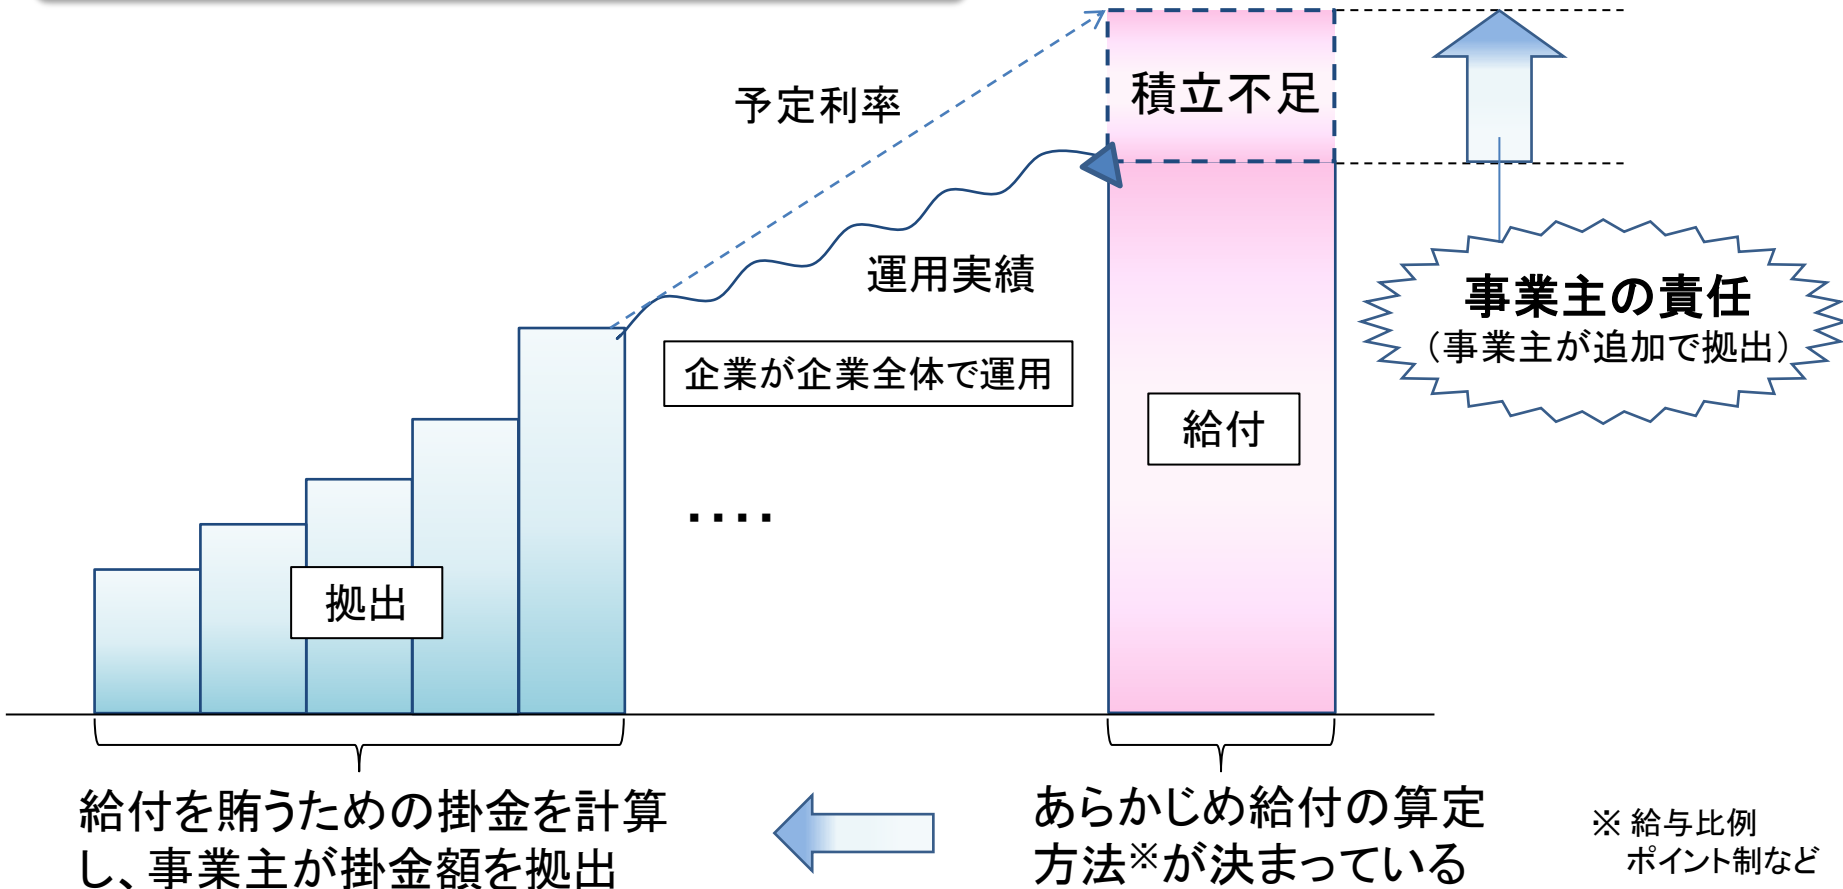 積立不足
予定利率
運用実績
事業主の責任
（事業主が追加で拠出）
企業が企業全体で運用
給付
‥‥
拠出
給付を賄うための掛金を計算
し、事業主が掛金額を拠出
あらかじめ給付の算定
方法※が決まっている
※ 給与比例
ポイント制など